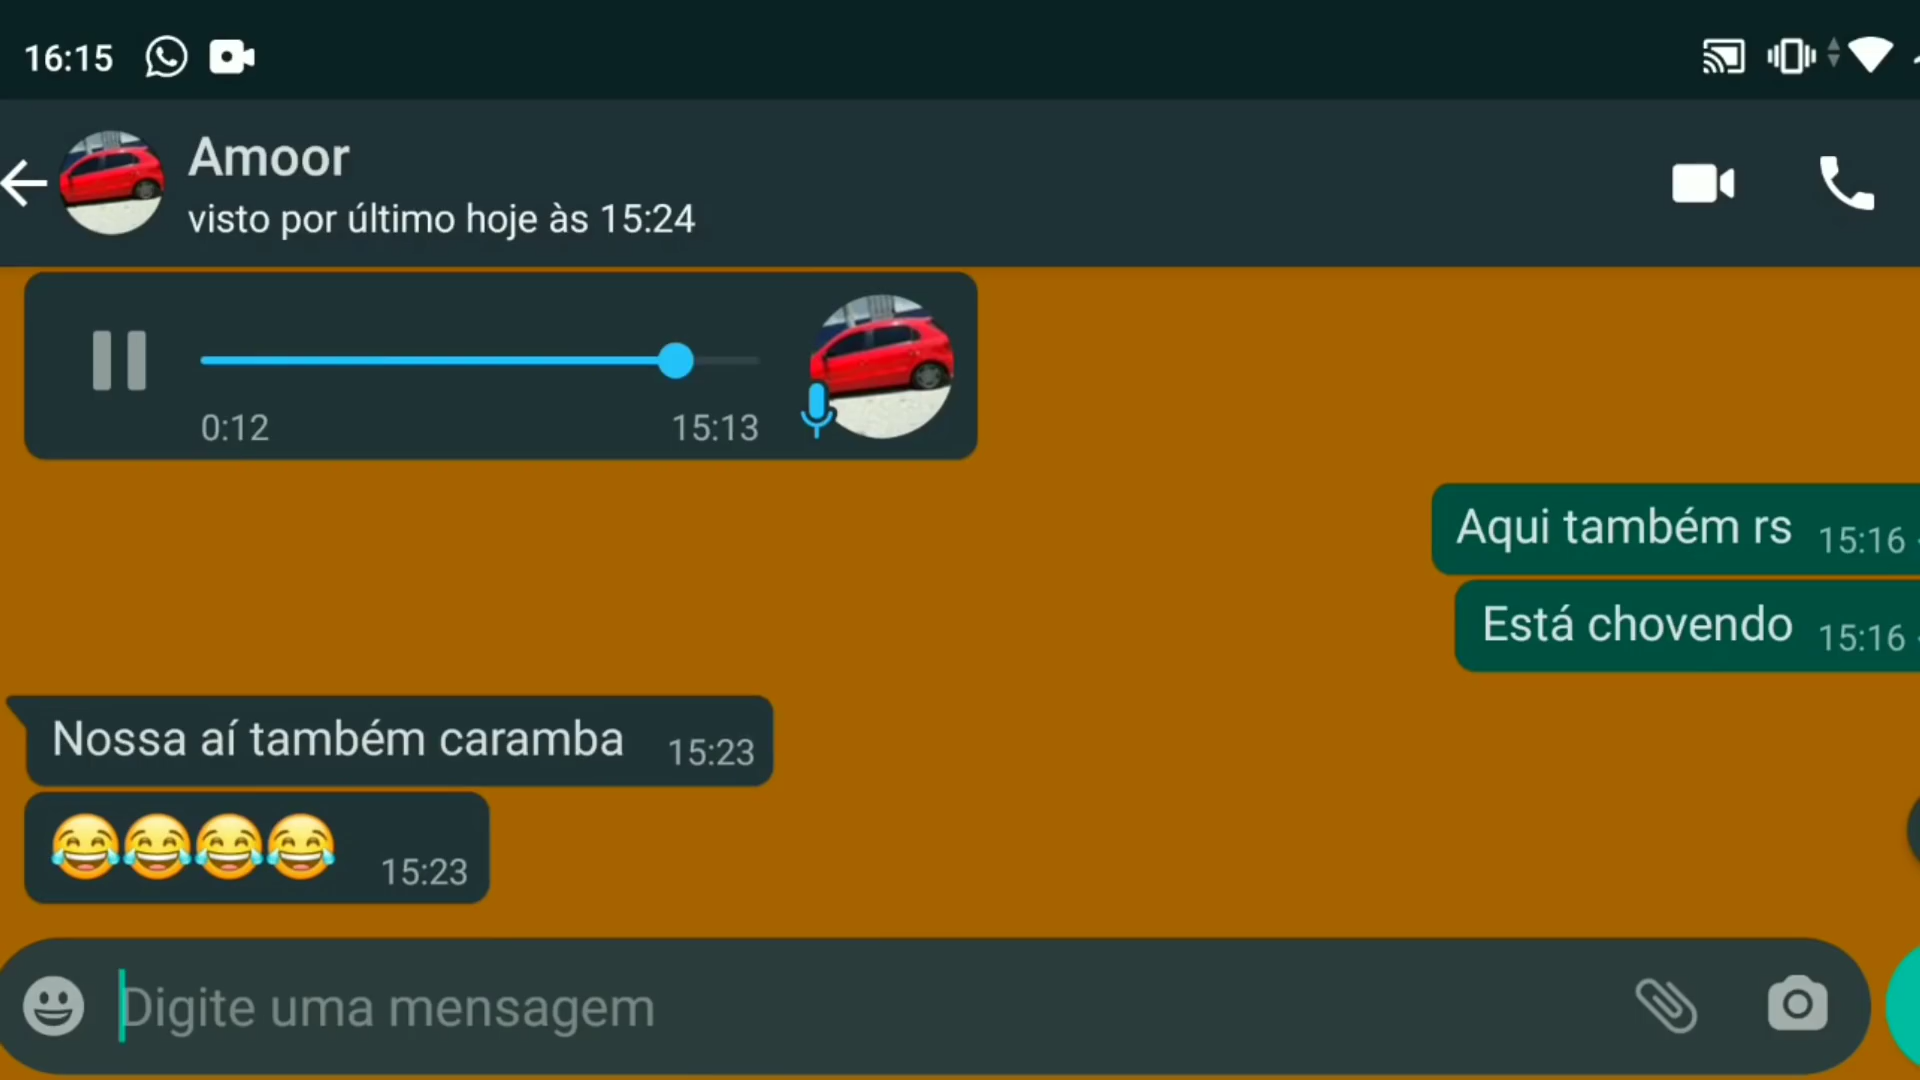 16:15
Amoor
visto por último hoje às 15:24
0:12 15:13
Aqui também rs 15:16
Está chovendo 15:16
Nossa aí também caramba 15:23
😂😂😂😂 15:23
Digite uma mensagem